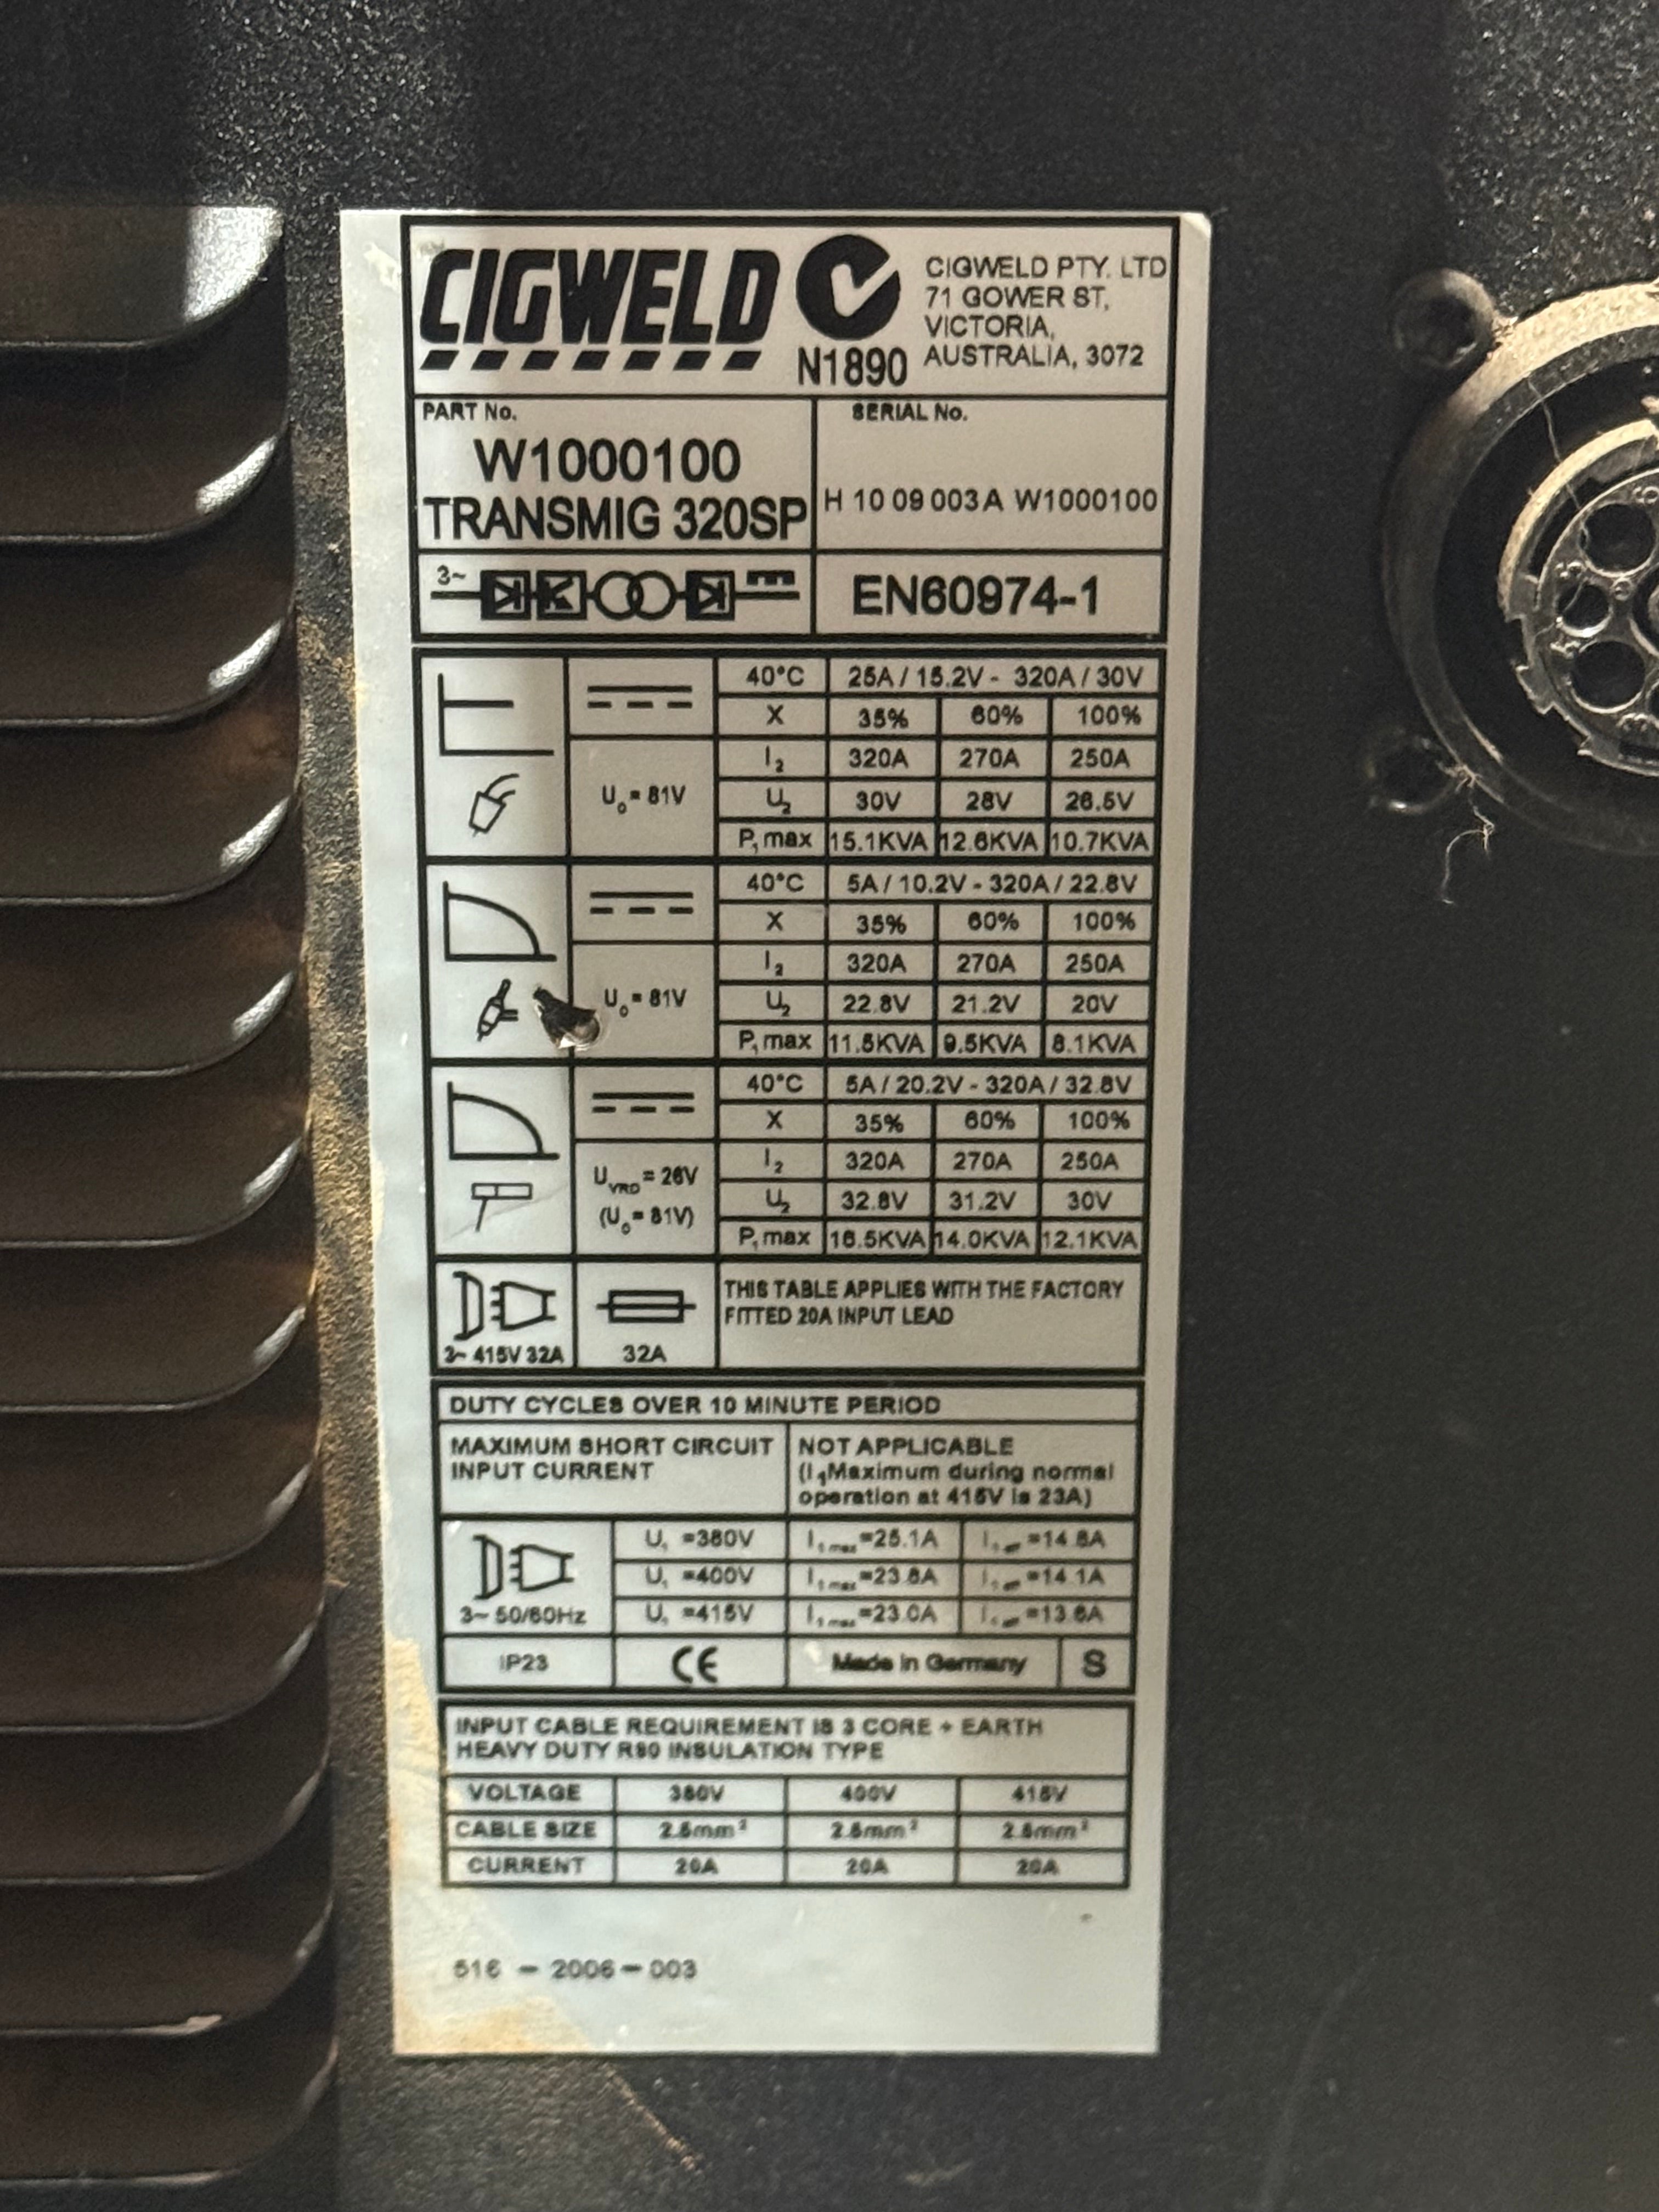 CIGWELD
N1890
CIGWELD PTY. LTD
71 GOWER ST,
VICTORIA,
AUSTRALIA, 3072
PART No.
W1000100
TRANSMIG 320SP
SERIAL No.
H 10 09 003A W1000100
3~
EN60974-1
U₀= 81V
40°C 25A / 15.2V - 320A / 30V
X 35% 60% 100%
I₂ 320A 270A 250A
U₂ 30V 28V 26.5V
P₁ max 15.1KVA 12.6KVA 10.7KVA
U₀= 81V
40°C 5A / 10.2V - 320A / 22.8V
X 35% 60% 100%
I₂ 320A 270A 250A
U₂ 22.8V 21.2V 20V
P₁ max 11.5KVA 9.5KVA 8.1KVA
U VRD = 26V
(U₀= 81V)
40°C 5A / 20.2V - 320A / 32.8V
X 35% 60% 100%
I₂ 320A 270A 250A
U₂ 32.8V 31.2V 30V
P₁ max 16.5KVA 14.0KVA 12.1KVA
3~ 415V 32A
32A
THIS TABLE APPLIES WITH THE FACTORY
FITTED 20A INPUT LEAD
DUTY CYCLES OVER 10 MINUTE PERIOD
MAXIMUM SHORT CIRCUIT
INPUT CURRENT
NOT APPLICABLE
(I₁Maximum during normal
operation at 415V is 23A)
3~ 50/60Hz
U₁ =380V I₁max =25.1A I₁eff =14.8A
U₁ =400V I₁max =23.8A I₁eff =14.1A
U₁ =415V I₁max =23.0A I₁eff =13.6A
IP23 CE Made in Germany S
INPUT CABLE REQUIREMENT IS 3 CORE + EARTH
HEAVY DUTY R80 INSULATION TYPE
VOLTAGE 380V 400V 415V
CABLE SIZE 2.5mm² 2.5mm² 2.5mm²
CURRENT 20A 20A 20A
516 - 2006 - 003